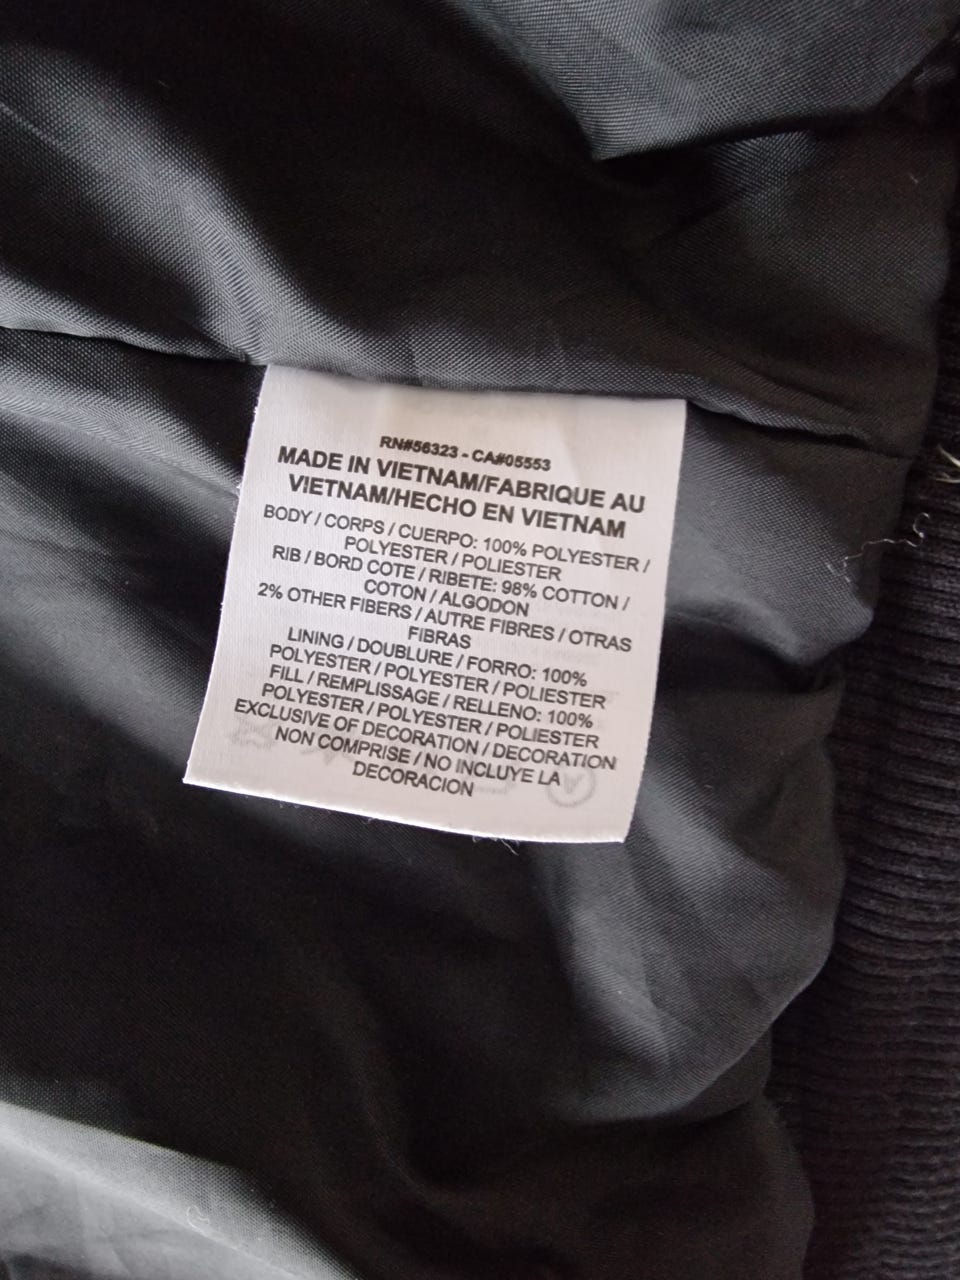 RN#56323 - CA#05553
MADE IN VIETNAM/FABRIQUE AU
VIETNAM/HECHO EN VIETNAM
BODY / CORPS / CUERPO: 100% POLYESTER /
POLYESTER / POLIESTER
RIB / BORD COTE / RIBETE: 98% COTTON /
COTON / ALGODON
2% OTHER FIBERS / AUTRE FIBRES / OTRAS
FIBRAS
LINING / DOUBLURE / FORRO: 100%
POLYESTER / POLYESTER / POLIESTER
FILL / REMPLISSAGE / RELLENO: 100%
POLYESTER / POLYESTER / POLIESTER
EXCLUSIVE OF DECORATION / DECORATION
NON COMPRISE / NO INCLUYE LA
DECORACION